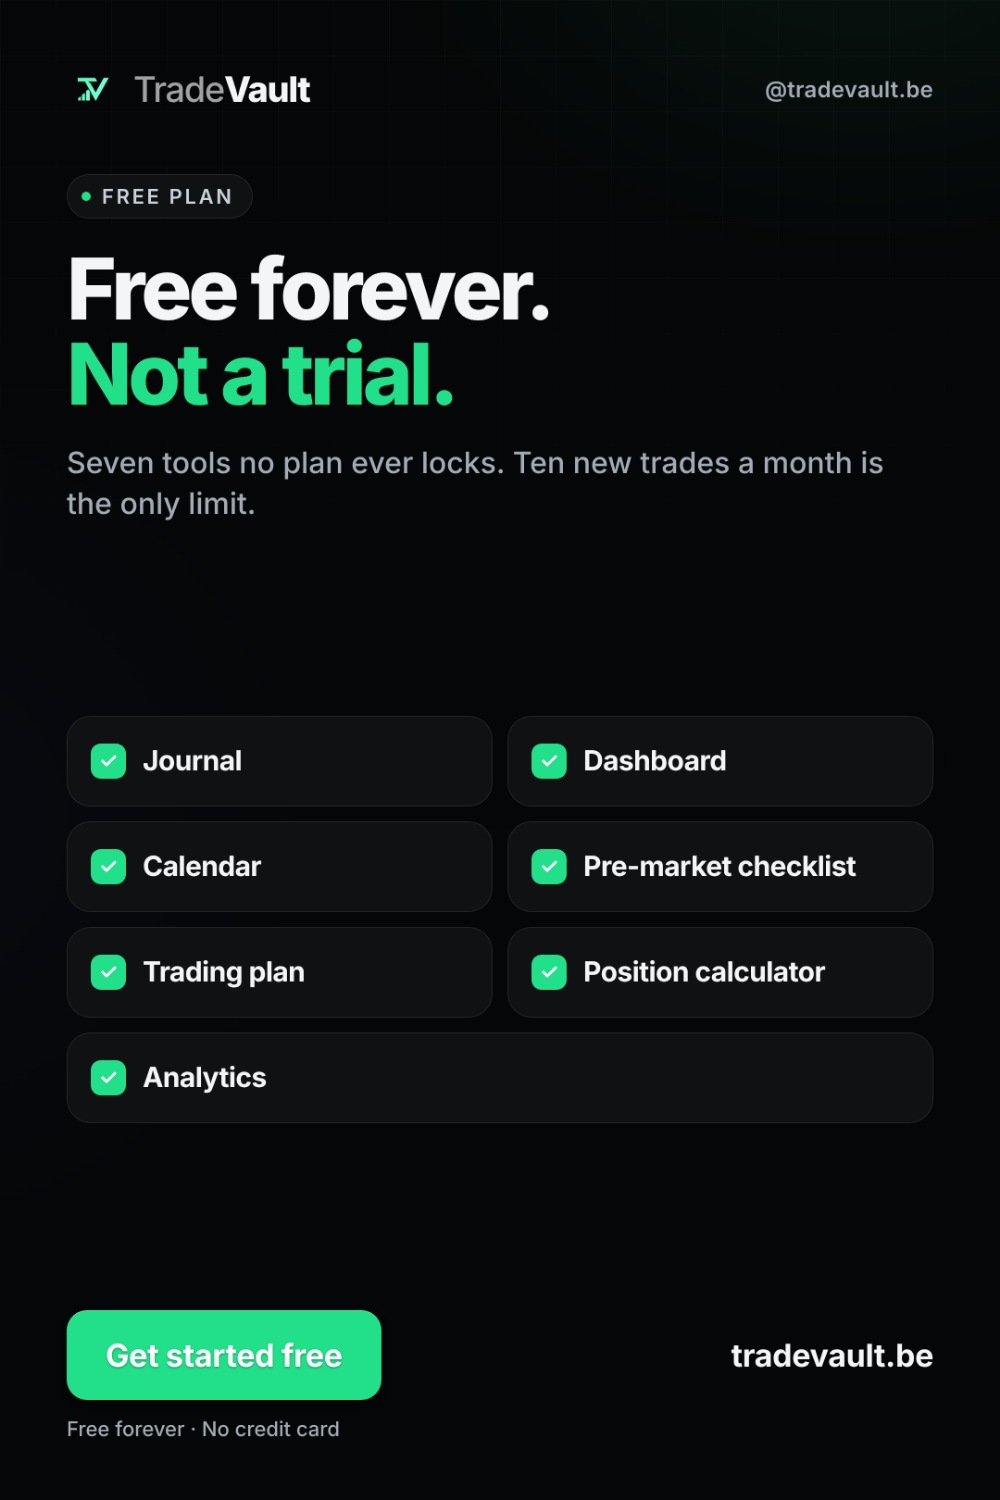 TradeVault
@tradevault.be
FREE PLAN
Free forever.
Not a trial.
Seven tools no plan ever locks. Ten new trades a month is
the only limit.
Journal
Dashboard
Calendar
Pre-market checklist
Trading plan
Position calculator
Analytics
Get started free
tradevault.be
Free forever · No credit card